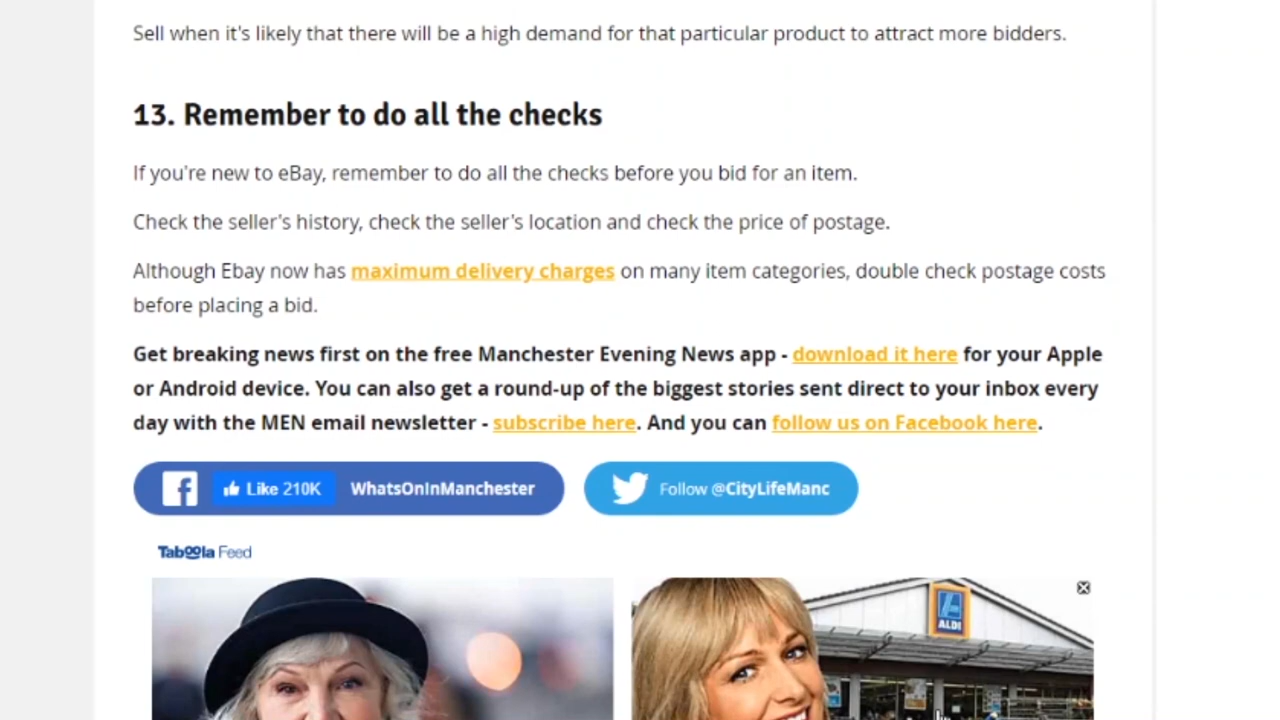 Sell when it's likely that there will be a high demand for that particular product to attract more bidders.
13. Remember to do all the checks
If you're new to eBay, remember to do all the checks before you bid for an item.
Check the seller's history, check the seller's location and check the price of postage.
Although Ebay now has maximum delivery charges on many item categories, double check postage costs
before placing a bid.
Get breaking news first on the free Manchester Evening News app - download it here for your Apple
or Android device. You can also get a round-up of the biggest stories sent direct to your inbox every
day with the MEN email newsletter - subscribe here. And you can follow us on Facebook here.
Like 210K WhatsOnInManchester Follow @CityLifeManc
Taboola Feed
ALDI